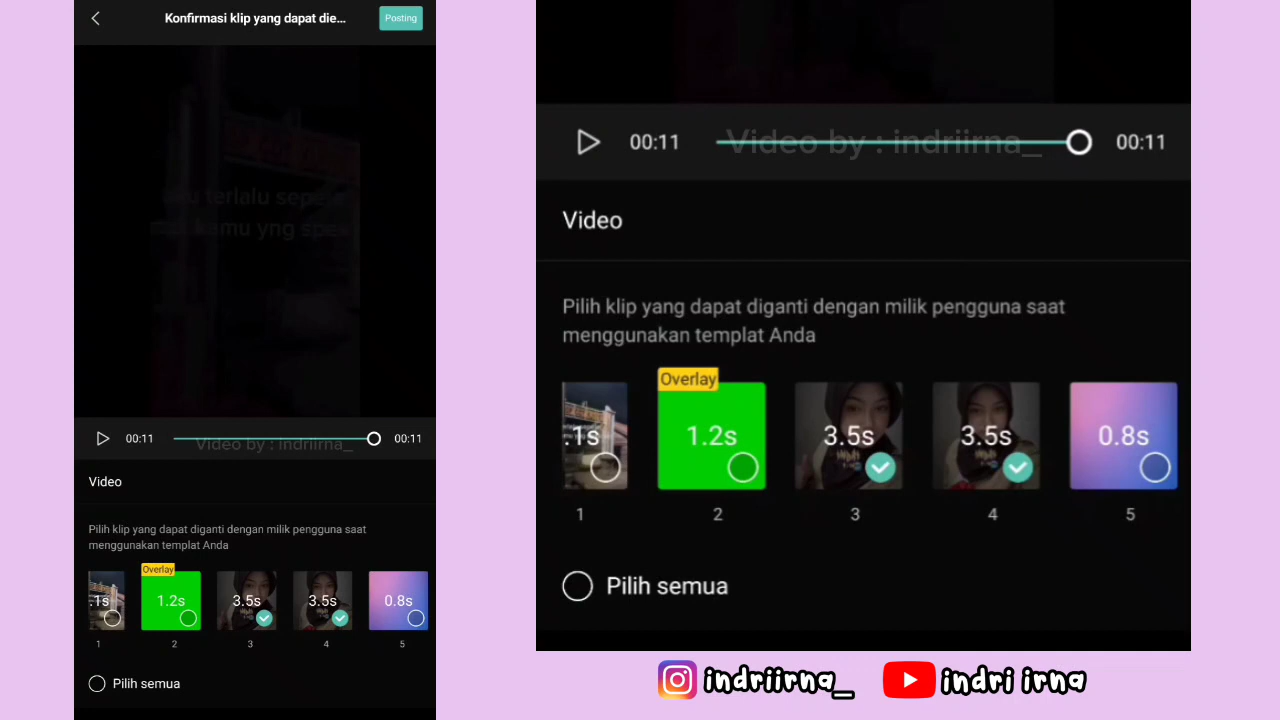 Konfirmasi klip yang dapat die...
Posting
00:11
Video by : indriirna_
00:11
Video
Pilih klip yang dapat diganti dengan milik pengguna saat
menggunakan templat Anda
.1s
Overlay
1.2s
3.5s
3.5s
0.8s
1
2
3
4
5
Pilih semua
00:11
Video by : indriirna_
00:11
Video
Pilih klip yang dapat diganti dengan milik pengguna saat
menggunakan templat Anda
.1s
Overlay
1.2s
3.5s
3.5s
0.8s
1
2
3
4
5
Pilih semua
indriirna_
indri irna